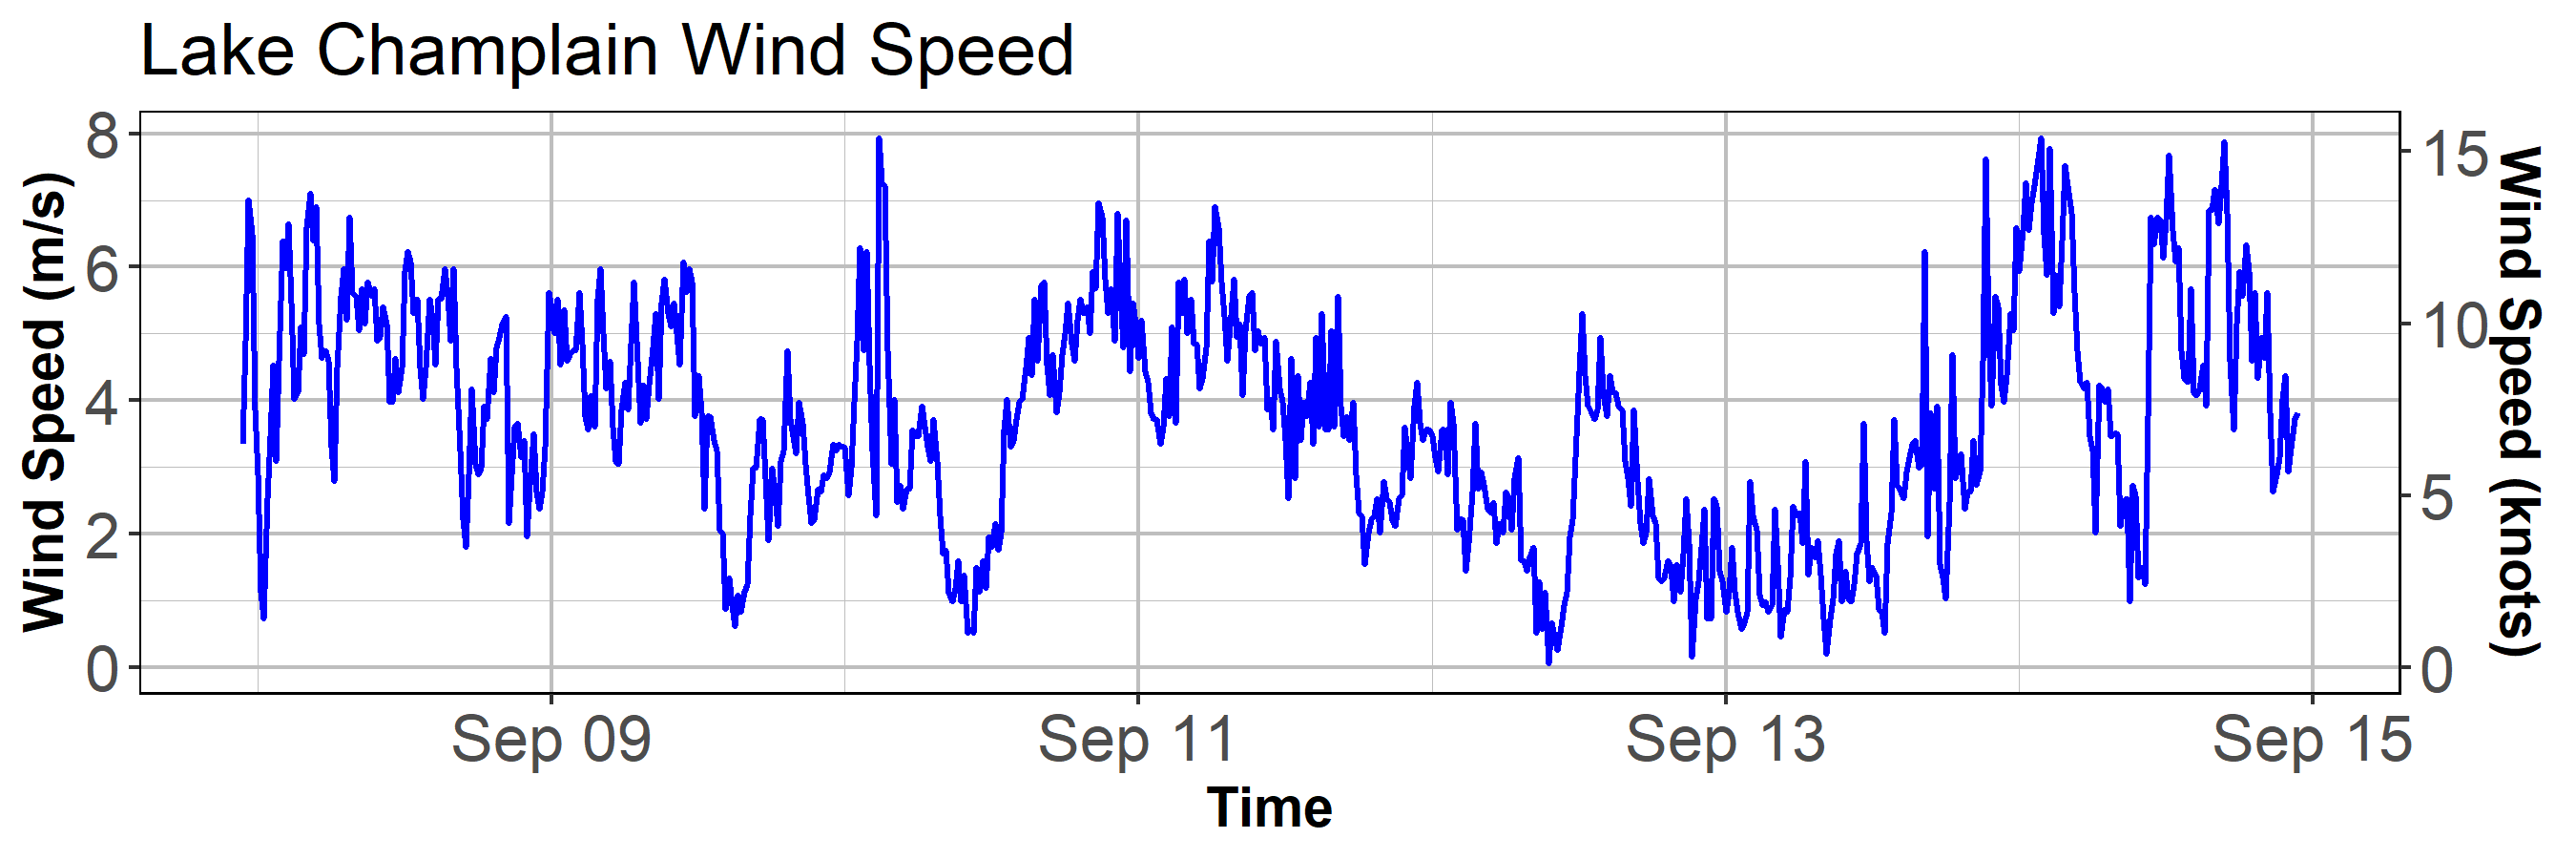 Lake Champlain Wind Speed
Wind Speed (m/s)
8
6
4
2
0
15
10
5
0
Wind Speed (knots)
Sep 09
Sep 11
Sep 13
Sep 15
Time